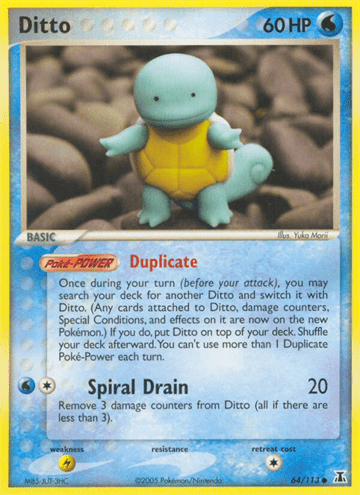 Ditto 60 HP
Illus. Yuka Morii
BASIC
Poké-POWER Duplicate
Once during your turn (before your attack), you may
search your deck for another Ditto and switch it with
Ditto. (Any cards attached to Ditto, damage counters,
Special Conditions, and effects on it are now on the new
Pokémon.) If you do, put Ditto on top of your deck. Shuffle
your deck afterward. You can't use more than 1 Duplicate
Poké-Power each turn.
Spiral Drain 20
Remove 3 damage counters from Ditto (all if there are
less than 3).
weakness resistance retreat cost
MB5-JUT-3HC ©2005 Pokémon/Nintendo 64/113